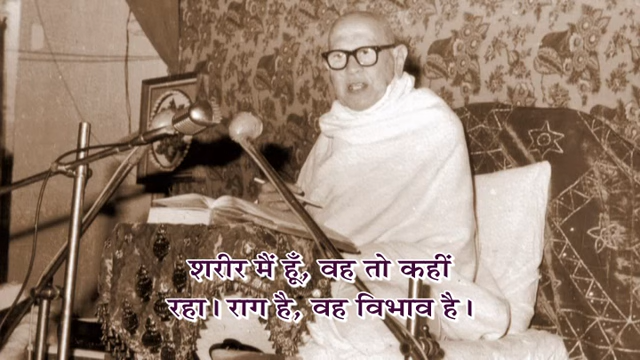 शरीर मैं हूँ, वह तो कहीं
रहा। राग है, वह विभाव है।